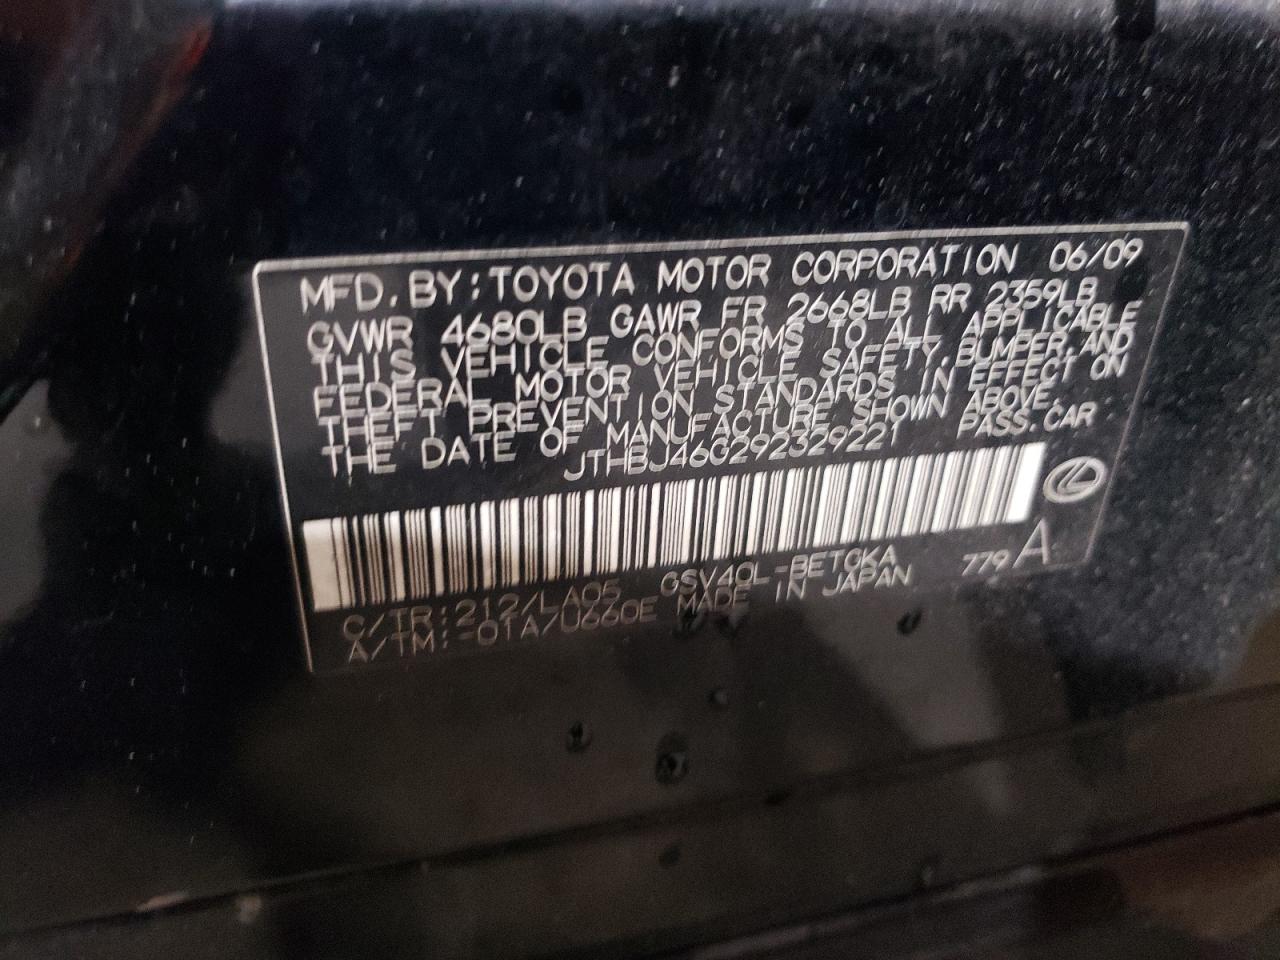 MFD. BY: TOYOTA MOTOR CORPORATION 06/09
GVWR 4680LB GAWR FR 2668LB RR 2359LB
THIS VEHICLE CONFORMS TO ALL APPLICABLE
FEDERAL MOTOR VEHICLE SAFETY, BUMPER, AND
THEFT PREVENTION STANDARDS IN EFFECT ON
THE DATE OF MANUFACTURE SHOWN ABOVE.
JTHBJ46G292329221 PASS. CAR
C/TR: 212/LA05 GSV40L-BETGKA 779 A
A/TM: -01A/U660E MADE IN JAPAN